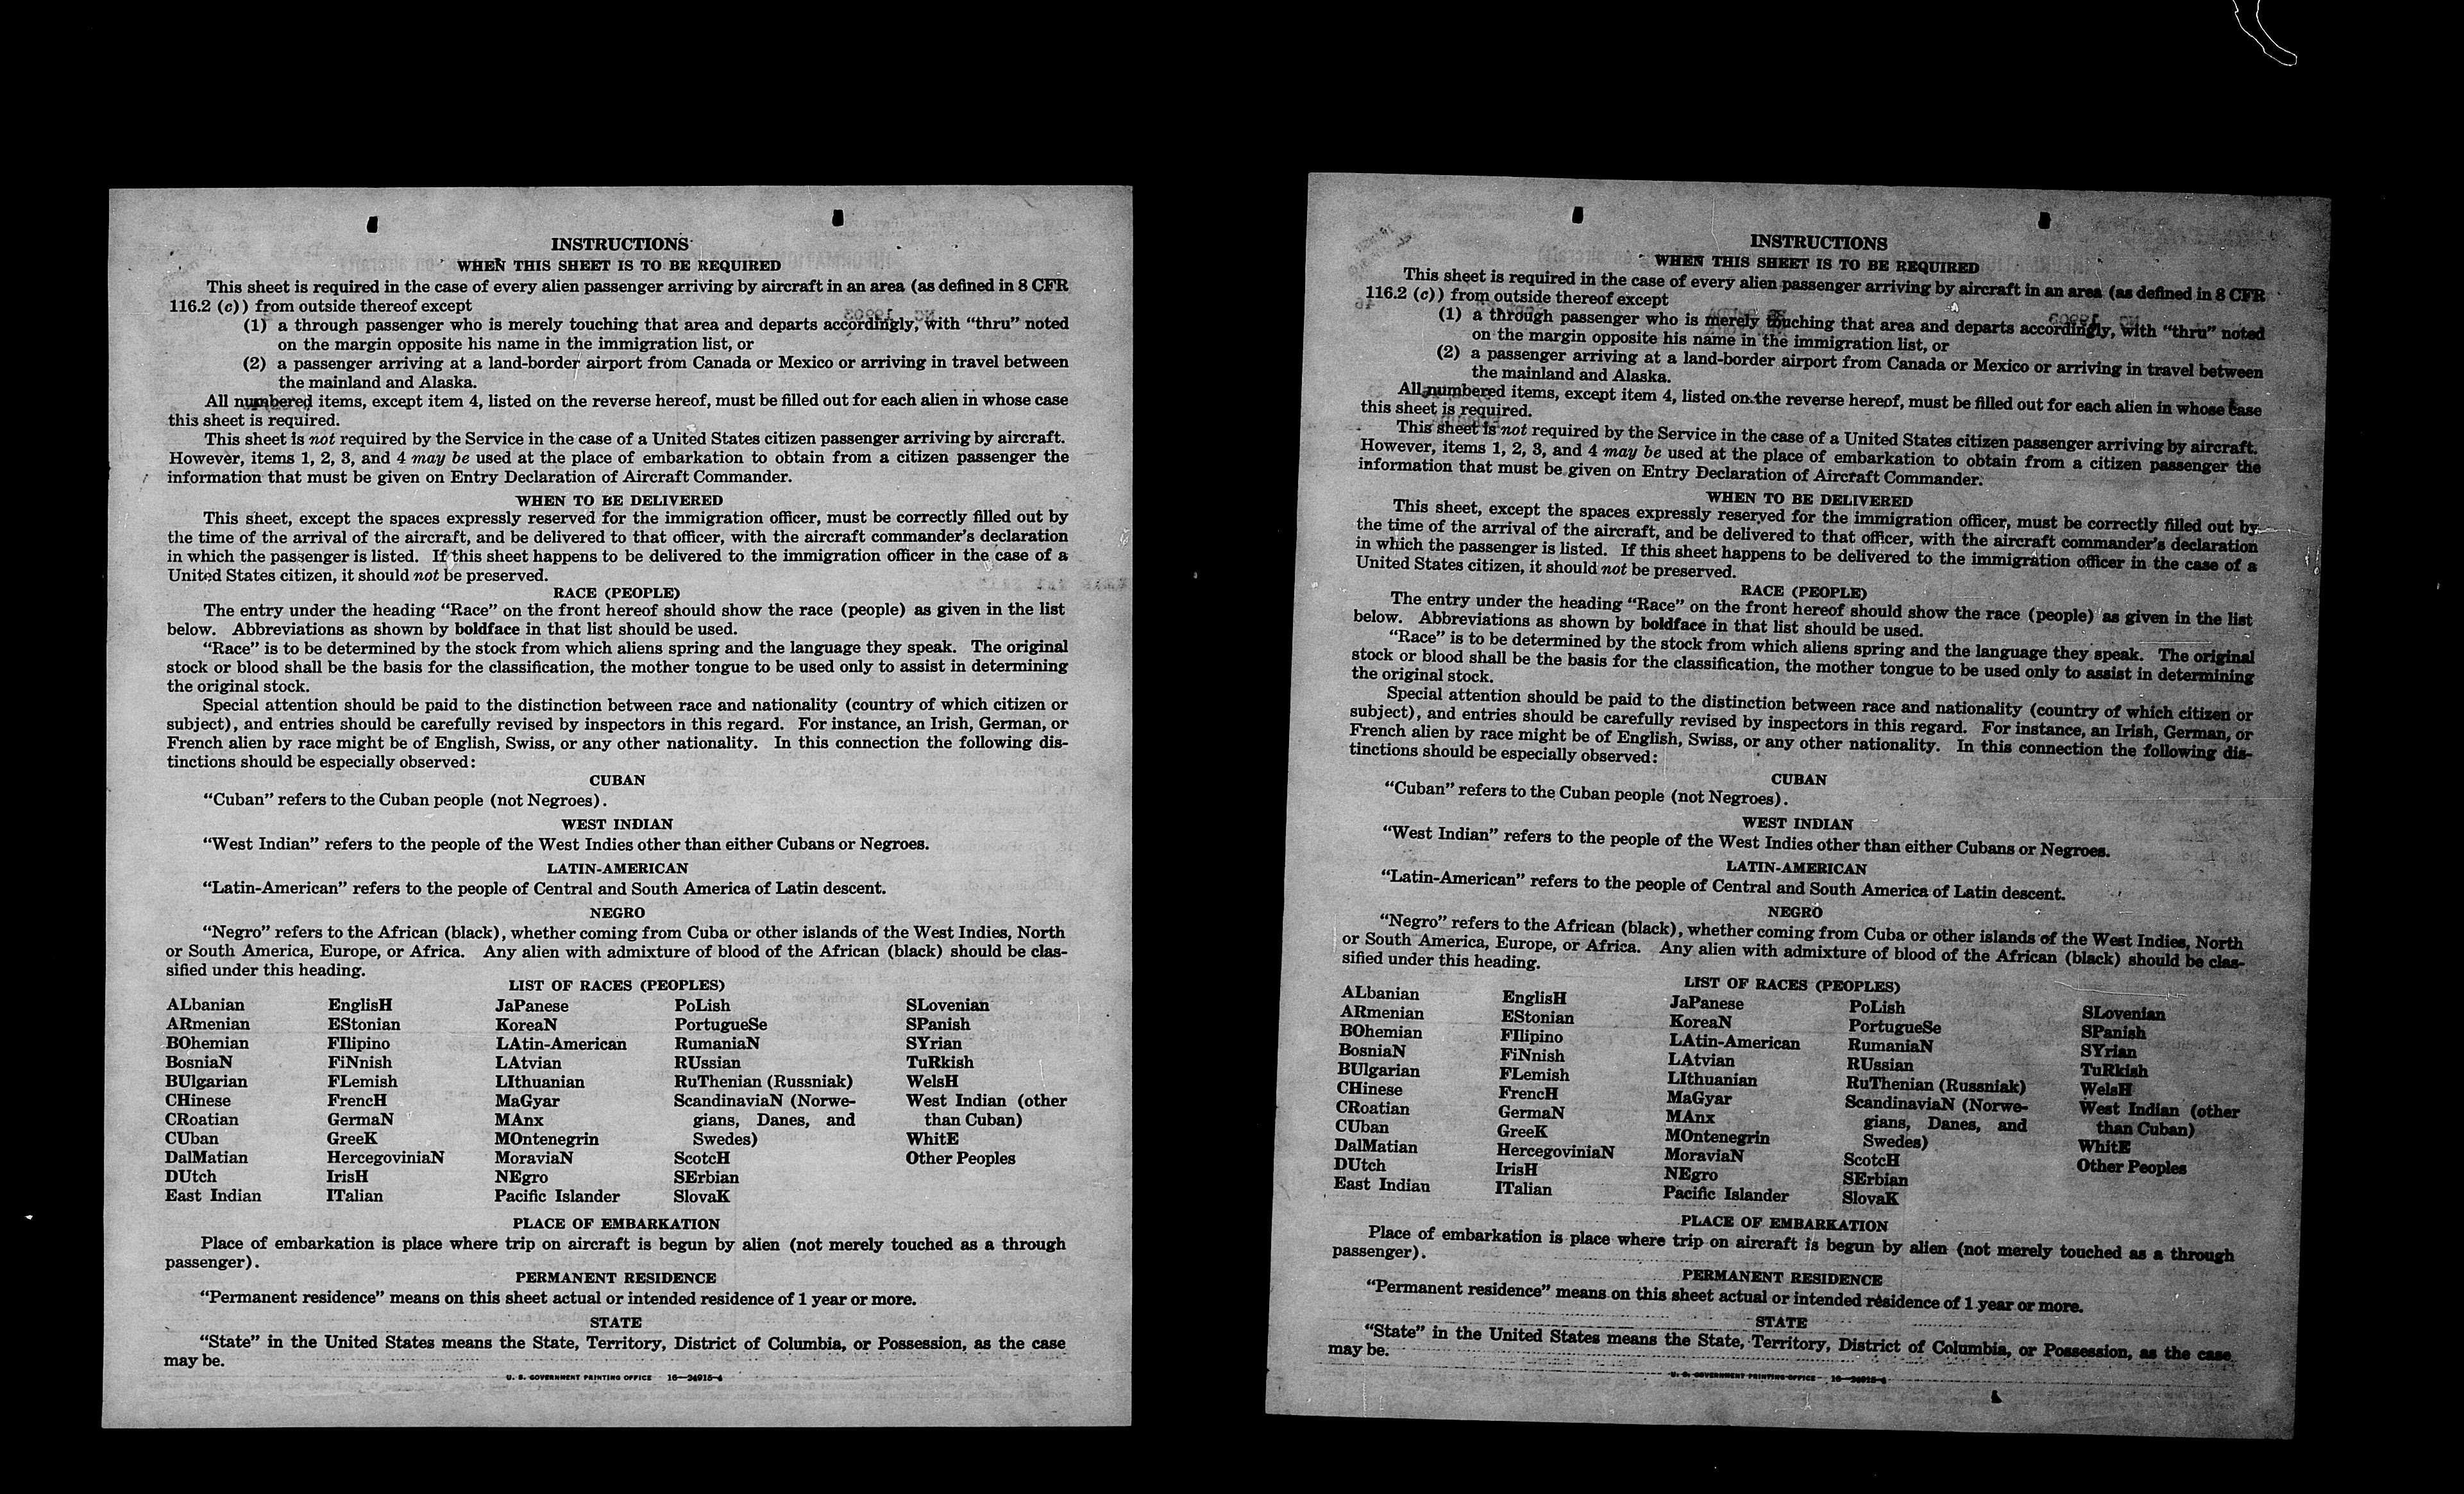 INSTRUCTIONS
WHEN THIS SHEET IS TO BE REQUIRED
This sheet is required in the case of every alien passenger arriving by aircraft in an area (as defined in 8 CFR
116.2 (c)) from outside thereof except
(1) a through passenger who is merely touching that area and departs accordingly, with “thru” noted
on the margin opposite his name in the immigration list, or
(2) a passenger arriving at a land-border airport from Canada or Mexico or arriving in travel between
the mainland and Alaska.
All numbered items, except item 4, listed on the reverse hereof, must be filled out for each alien in whose case
this sheet is required.
This sheet is not required by the Service in the case of a United States citizen passenger arriving by aircraft.
However, items 1, 2, 3, and 4 may be used at the place of embarkation to obtain from a citizen passenger the
information that must be given on Entry Declaration of Aircraft Commander.
WHEN TO BE DELIVERED
This sheet, except the spaces expressly reserved for the immigration officer, must be correctly filled out by
the time of the arrival of the aircraft, and be delivered to that officer, with the aircraft commander’s declaration
in which the passenger is listed. If this sheet happens to be delivered to the immigration officer in the case of a
United States citizen, it should not be preserved.
RACE (PEOPLE)
The entry under the heading “Race” on the front hereof should show the race (people) as given in the list
below. Abbreviations as shown by boldface in that list should be used.
“Race” is to be determined by the stock from which aliens spring and the language they speak. The original
stock or blood shall be the basis for the classification, the mother tongue to be used only to assist in determining
the original stock.
Special attention should be paid to the distinction between race and nationality (country of which citizen or
subject), and entries should be carefully revised by inspectors in this regard. For instance, an Irish, German, or
French alien by race might be of English, Swiss, or any other nationality. In this connection the following dis-
tinctions should be especially observed:
CUBAN
“Cuban” refers to the Cuban people (not Negroes).
WEST INDIAN
“West Indian” refers to the people of the West Indies other than either Cubans or Negroes.
LATIN-AMERICAN
“Latin-American” refers to the people of Central and South America of Latin descent.
NEGRO
“Negro” refers to the African (black), whether coming from Cuba or other islands of the West Indies, North
or South America, Europe, or Africa. Any alien with admixture of blood of the African (black) should be clas-
sified under this heading.
LIST OF RACES (PEOPLES)
ALbanian EnglisH JaPanese PoLish SLovenian
ARmenian EStonian KoreaN PortugueSe SPanish
BOhemian FIlipino LAtin-American RumaniaN SYrian
BosniaN FiNnish LAtvian RUssian TuRkish
BUlgarian FLemish LIthuanian RuThenian (Russniak) WelsH
CHinese FrencH MaGyar ScandinaviaN (Norwe- West Indian (other
CRoatian GermaN MAnx gians, Danes, and than Cuban)
CUban GreeK MOntenegrin Swedes) WhitE
DalMatian HercegoviniaN MoraviaN ScotcH Other Peoples
DUtch IrisH NEgro SErbian
East Indian ITalian Pacific Islander SlovaK
PLACE OF EMBARKATION
Place of embarkation is place where trip on aircraft is begun by alien (not merely touched as a through
passenger).
PERMANENT RESIDENCE
“Permanent residence” means on this sheet actual or intended residence of 1 year or more.
STATE
“State” in the United States means the State, Territory, District of Columbia, or Possession, as the case
may be.
U. S. GOVERNMENT PRINTING OFFICE 16—24915-4
INSTRUCTIONS
WHEN THIS SHEET IS TO BE REQUIRED
This sheet is required in the case of every alien passenger arriving by aircraft in an area (as defined in 8 CFR
116.2 (c)) from outside thereof except
(1) a through passenger who is merely touching that area and departs accordingly, with “thru” noted
on the margin opposite his name in the immigration list, or
(2) a passenger arriving at a land-border airport from Canada or Mexico or arriving in travel between
the mainland and Alaska.
All numbered items, except item 4, listed on the reverse hereof, must be filled out for each alien in whose case
this sheet is required.
This sheet is not required by the Service in the case of a United States citizen passenger arriving by aircraft.
However, items 1, 2, 3, and 4 may be used at the place of embarkation to obtain from a citizen passenger the
information that must be given on Entry Declaration of Aircraft Commander.
WHEN TO BE DELIVERED
This sheet, except the spaces expressly reserved for the immigration officer, must be correctly filled out by
the time of the arrival of the aircraft, and be delivered to that officer, with the aircraft commander’s declaration
in which the passenger is listed. If this sheet happens to be delivered to the immigration officer in the case of a
United States citizen, it should not be preserved.
RACE (PEOPLE)
The entry under the heading “Race” on the front hereof should show the race (people) as given in the list
below. Abbreviations as shown by boldface in that list should be used.
“Race” is to be determined by the stock from which aliens spring and the language they speak. The original
stock or blood shall be the basis for the classification, the mother tongue to be used only to assist in determining
the original stock.
Special attention should be paid to the distinction between race and nationality (country of which citizen or
subject), and entries should be carefully revised by inspectors in this regard. For instance, an Irish, German, or
French alien by race might be of English, Swiss, or any other nationality. In this connection the following dis-
tinctions should be especially observed:
CUBAN
“Cuban” refers to the Cuban people (not Negroes).
WEST INDIAN
“West Indian” refers to the people of the West Indies other than either Cubans or Negroes.
LATIN-AMERICAN
“Latin-American” refers to the people of Central and South America of Latin descent.
NEGRO
“Negro” refers to the African (black), whether coming from Cuba or other islands of the West Indies, North
or South America, Europe, or Africa. Any alien with admixture of blood of the African (black) should be clas-
sified under this heading.
LIST OF RACES (PEOPLES)
ALbanian EnglisH JaPanese PoLish SLovenian
ARmenian EStonian KoreaN PortugueSe SPanish
BOhemian FIlipino LAtin-American RumaniaN SYrian
BosniaN FiNnish LAtvian RUssian TuRkish
BUlgarian FLemish LIthuanian RuThenian (Russniak) WelsH
CHinese FrencH MaGyar ScandinaviaN (Norwe- West Indian (other
CRoatian GermaN MAnx gians, Danes, and than Cuban)
CUban GreeK MOntenegrin Swedes) WhitE
DalMatian HercegoviniaN MoraviaN ScotcH Other Peoples
DUtch IrisH NEgro SErbian
East Indian ITalian Pacific Islander SlovaK
PLACE OF EMBARKATION
Place of embarkation is place where trip on aircraft is begun by alien (not merely touched as a through
passenger).
PERMANENT RESIDENCE
“Permanent residence” means on this sheet actual or intended residence of 1 year or more.
STATE
“State” in the United States means the State, Territory, District of Columbia, or Possession, as the case
may be.
U. S. GOVERNMENT PRINTING OFFICE 16—24915-4